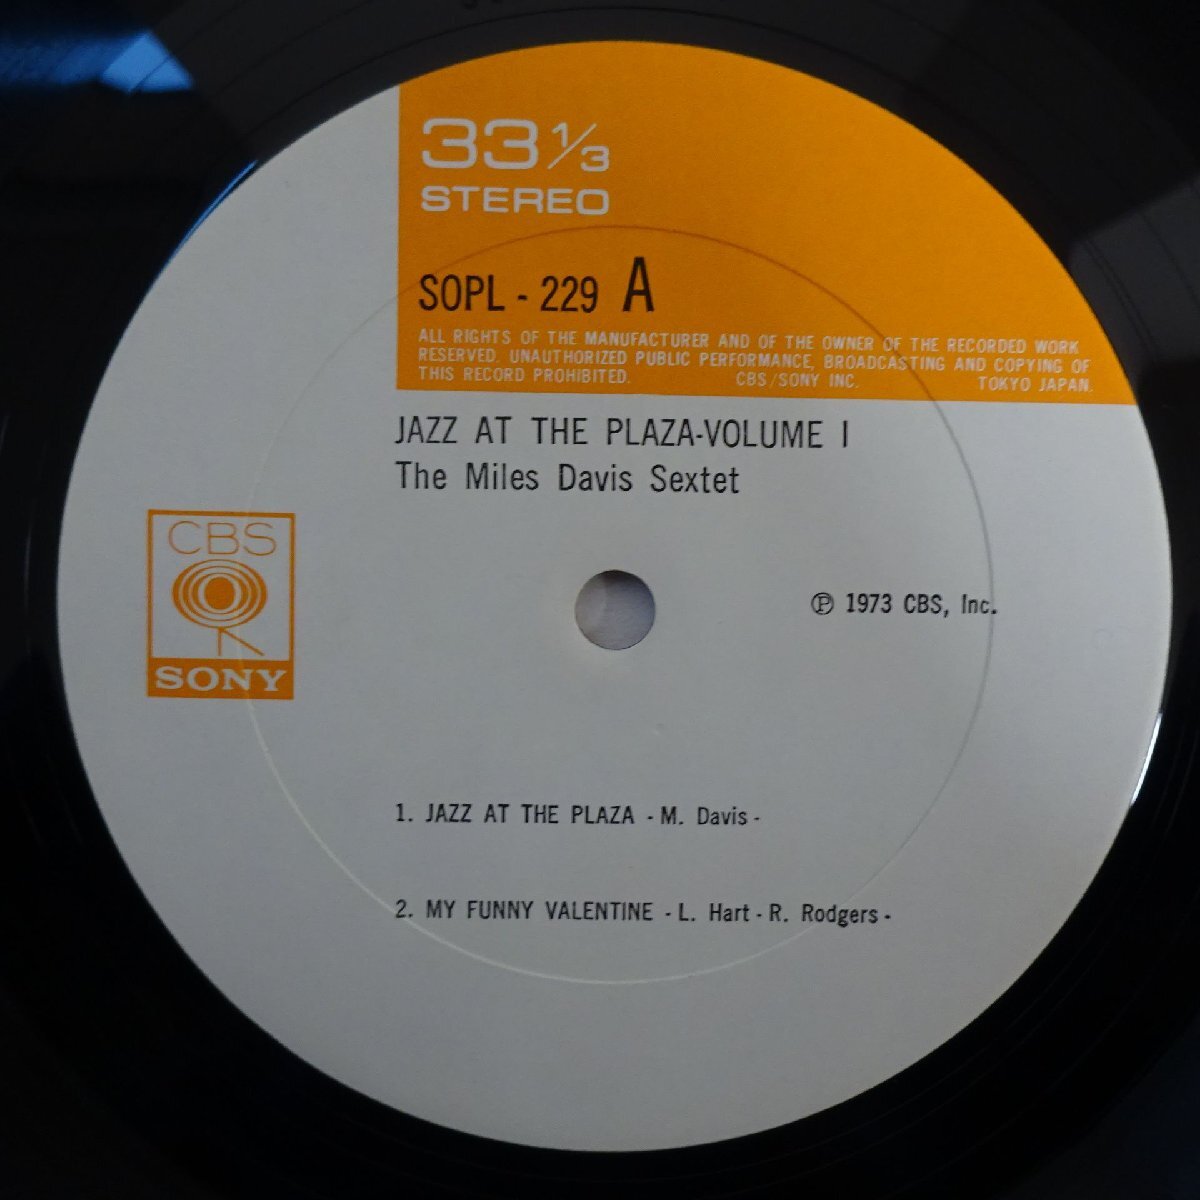 33 1/3
STEREO
SOPL - 229 A
ALL RIGHTS OF THE MANUFACTURER AND OF THE OWNER OF THE RECORDED WORK
RESERVED. UNAUTHORIZED PUBLIC PERFORMANCE, BROADCASTING AND COPYING OF
THIS RECORD PROHIBITED. CBS/SONY INC. TOKYO JAPAN.
JAZZ AT THE PLAZA-VOLUME I
The Miles Davis Sextet
CBS
SONY
℗ 1973 CBS, Inc.
1. JAZZ AT THE PLAZA - M. Davis -
2. MY FUNNY VALENTINE - L. Hart - R. Rodgers -